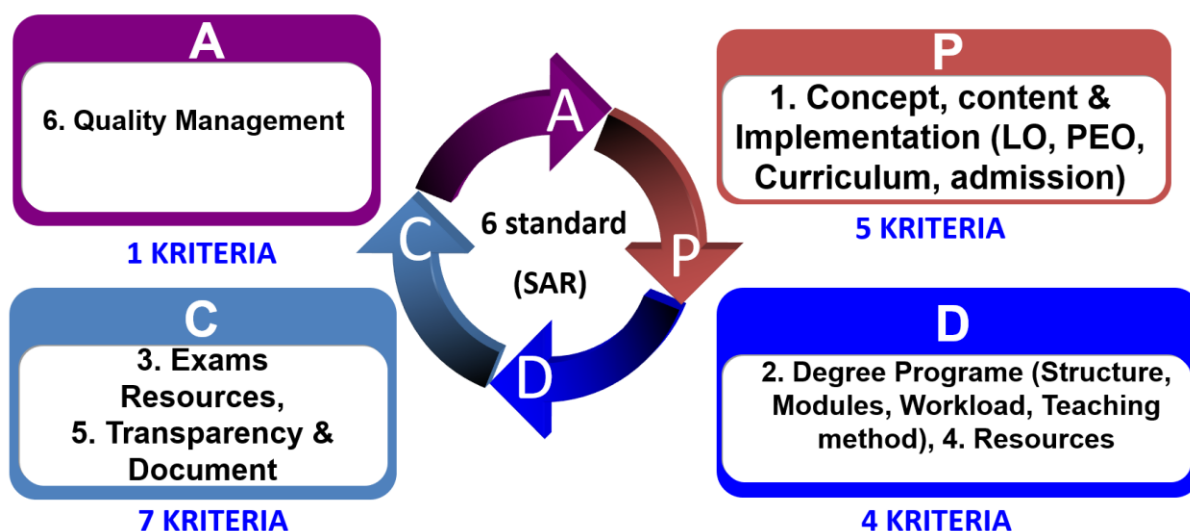 A
6. Quality Management
1 KRITERIA
P
1. Concept, content &
Implementation (LO, PEO,
Curriculum, admission)
5 KRITERIA
A
P
D
C
6 standard
(SAR)
C
3. Exams
Resources,
5. Transparency &
Document
7 KRITERIA
D
2. Degree Programe (Structure,
Modules, Workload, Teaching
method), 4. Resources
4 KRITERIA